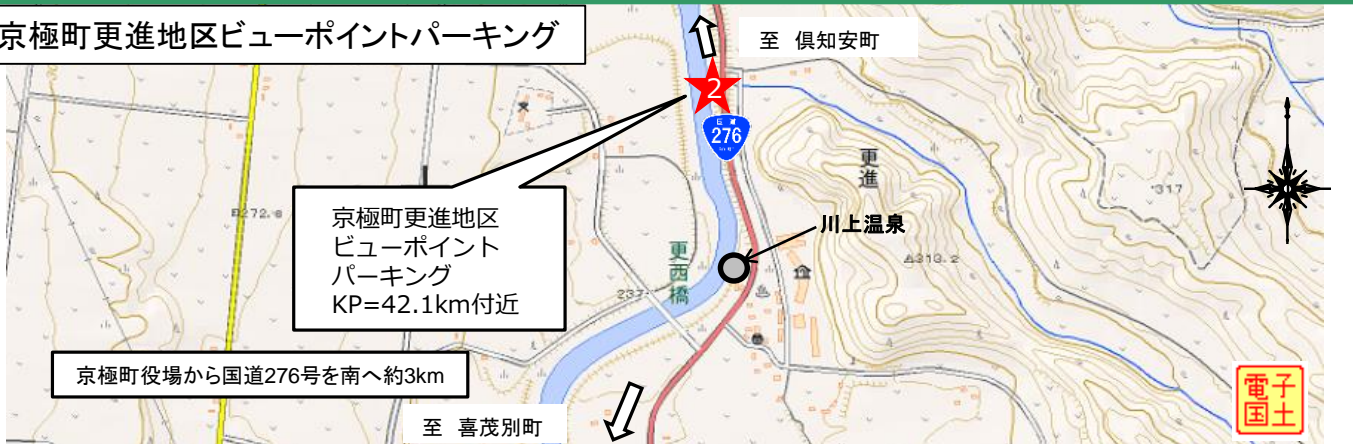 京極町更進地区ビューポイントパーキング
至 倶知安町
2
276
更
進
317
京極町更進地区
ビューポイント
パーキング
KP=42.1km付近
272.8
川上温泉
313.2
更
西
橋
237
京極町役場から国道276号を南へ約3km
至 喜茂別町
電子
国土